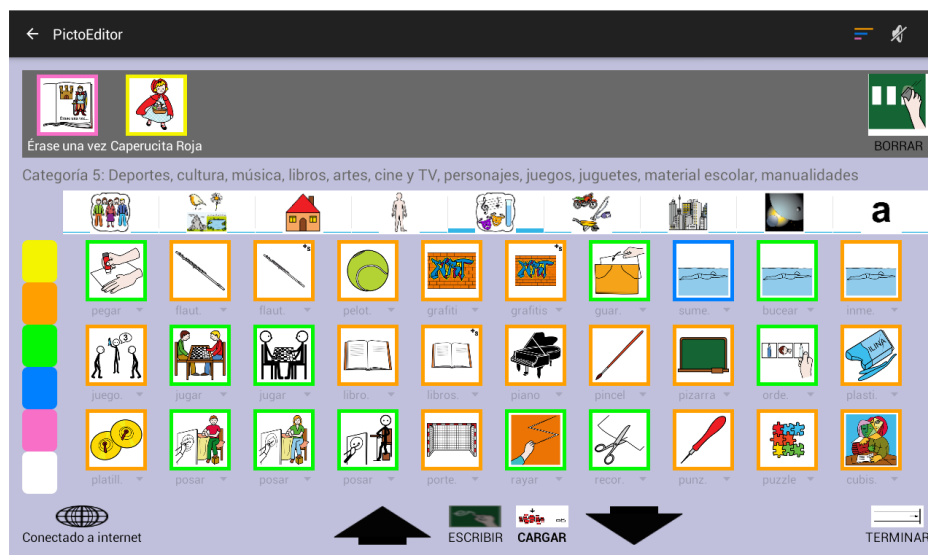 PictoEditor
Érase una vez...
Érase una vez Caperucita Roja
BORRAR
Categoría 5: Deportes, cultura, música, libros, artes, cine y TV, personajes, juegos, juguetes, material escolar, manualidades
a
+s +s
pegar flaut. flaut. pelot. grafiti grafitis guar. sume. bucear inme.
+s
juego. jugar jugar libro. libros. piano pincel pizarra orde. plasti.
platill. posar posar posar porte. rayar recor. punz. puzzle cubis.
Conectado a internet ESCRIBIR CARGAR TERMINAR